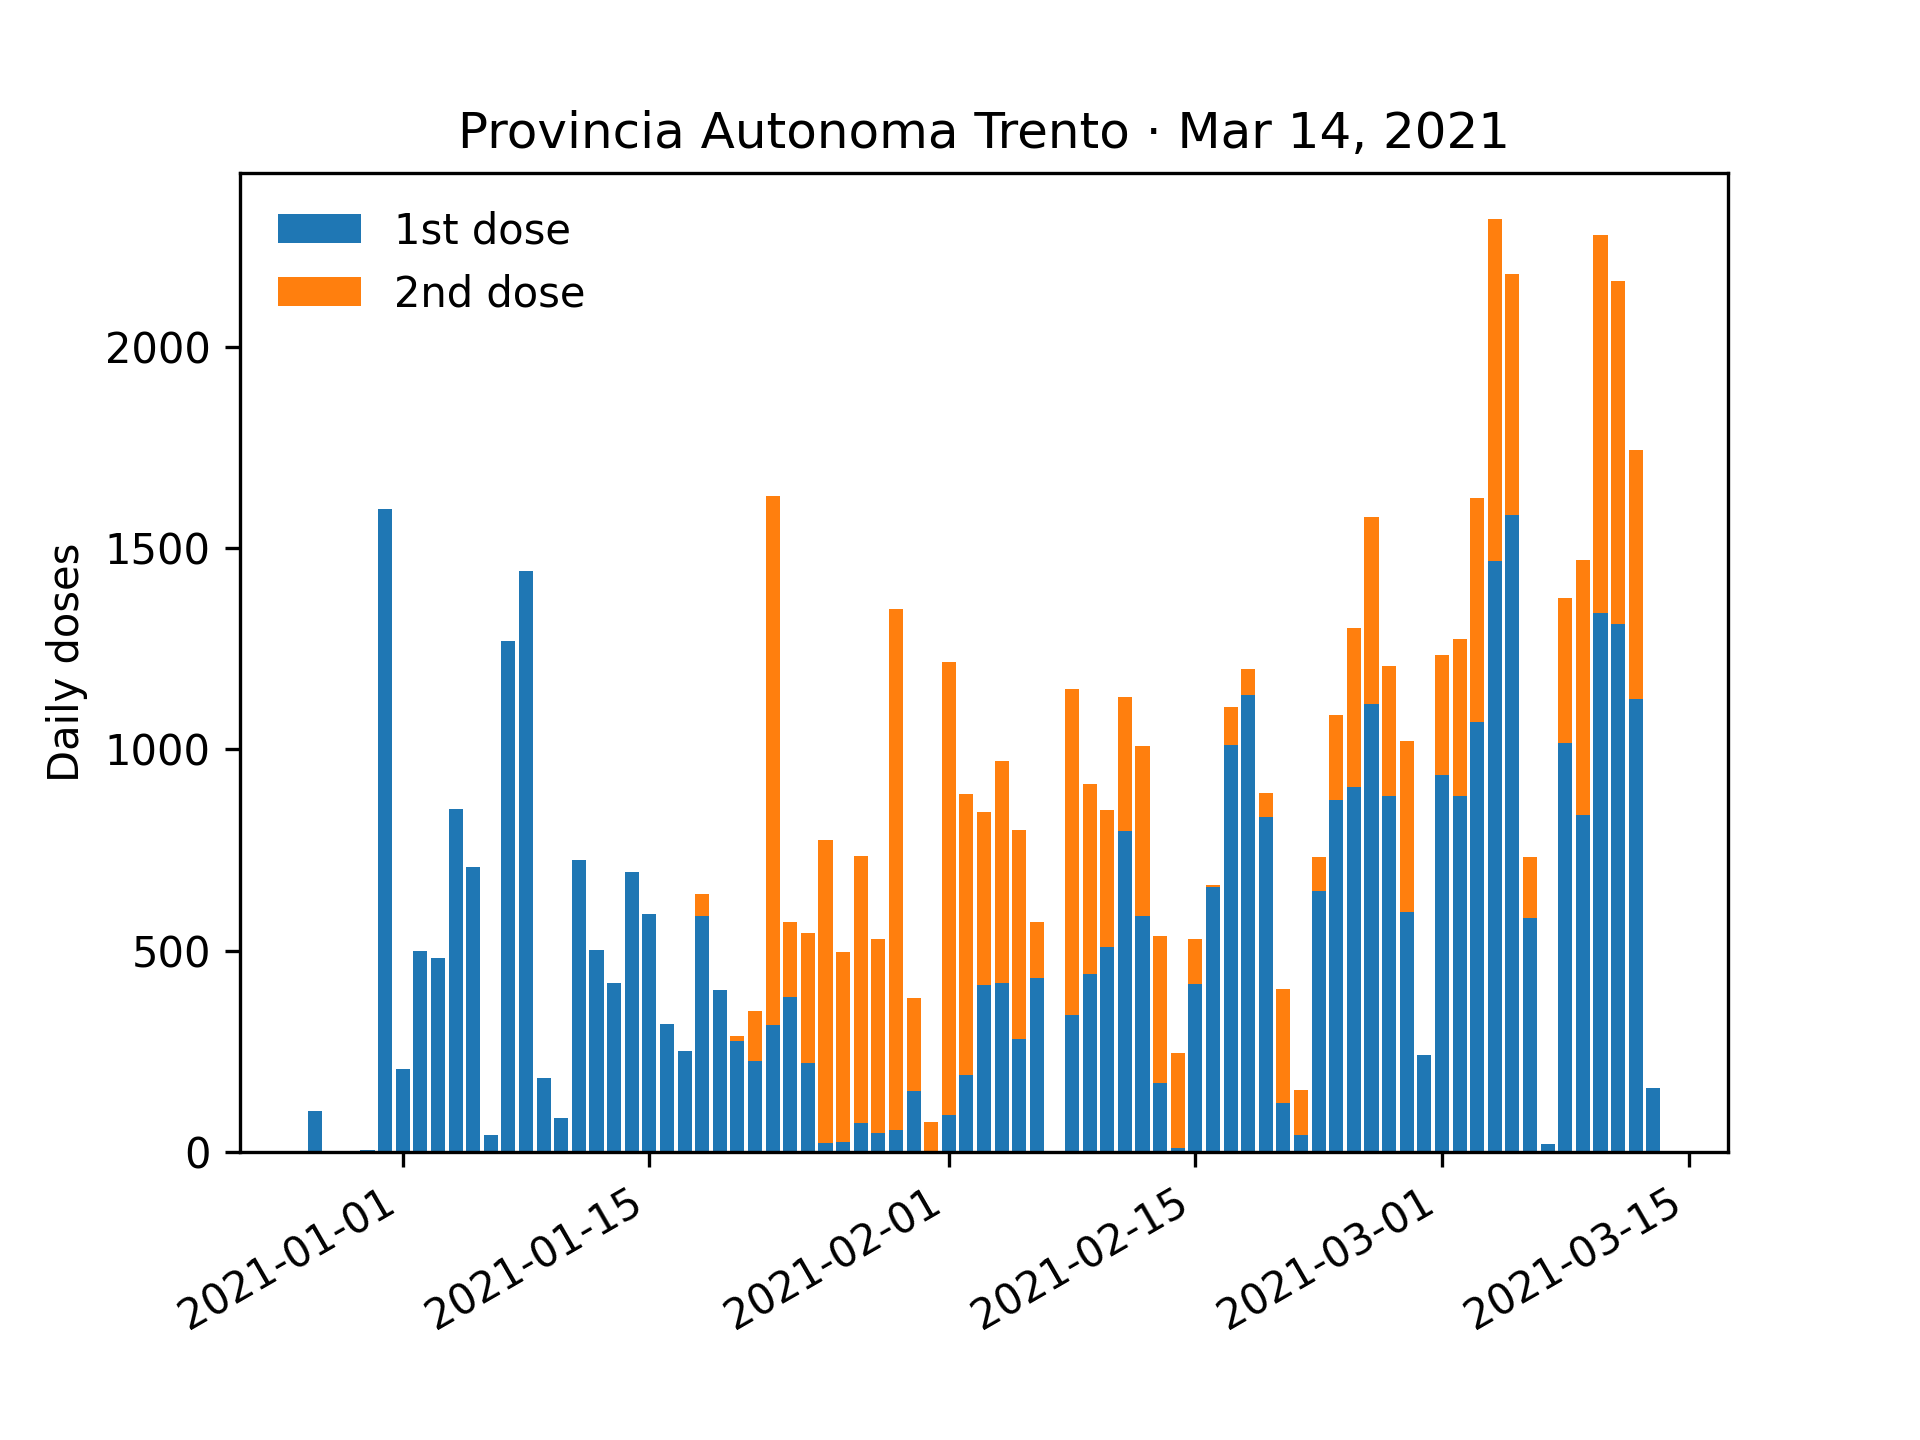 Provincia Autonoma Trento · Mar 14, 2021
1st dose
2nd dose
Daily doses
2000
1500
1000
500
0
2021-01-01
2021-01-15
2021-02-01
2021-02-15
2021-03-01
2021-03-15